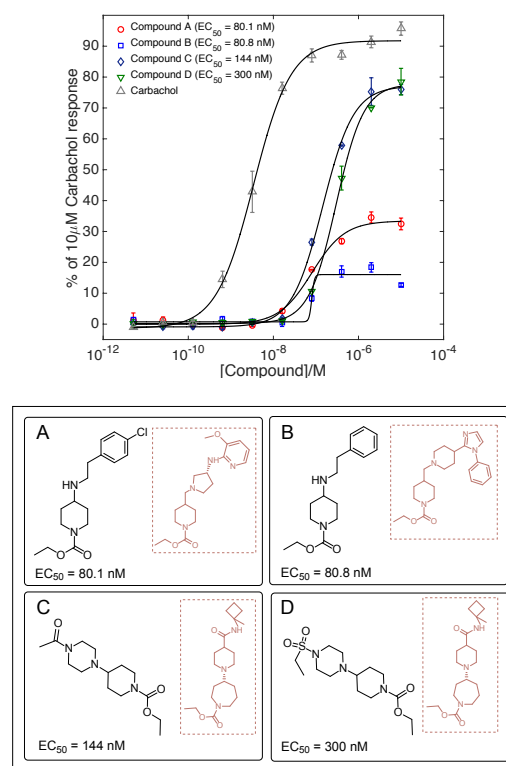 Compound A (EC50 = 80.1 nM)
Compound B (EC50 = 80.8 nM)
Compound C (EC50 = 144 nM)
Compound D (EC50 = 300 nM)
Carbachol
% of 10μM Carbachol response
90
80
70
60
50
40
30
20
10
0
10-12 10-10 10-8 10-6 10-4
[Compound]/M
A
Cl
HN
N
O
O
O
HN
N
N
N
O
O
EC50 = 80.1 nM
B
HN
N
O
O
N
N
N
N
O
O
EC50 = 80.8 nM
C
O
N
N
N
O
O
HN
O
N
N
O
O
EC50 = 144 nM
D
O
S
O
N
N
N
O
O
HN
O
N
N
O
O
EC50 = 300 nM